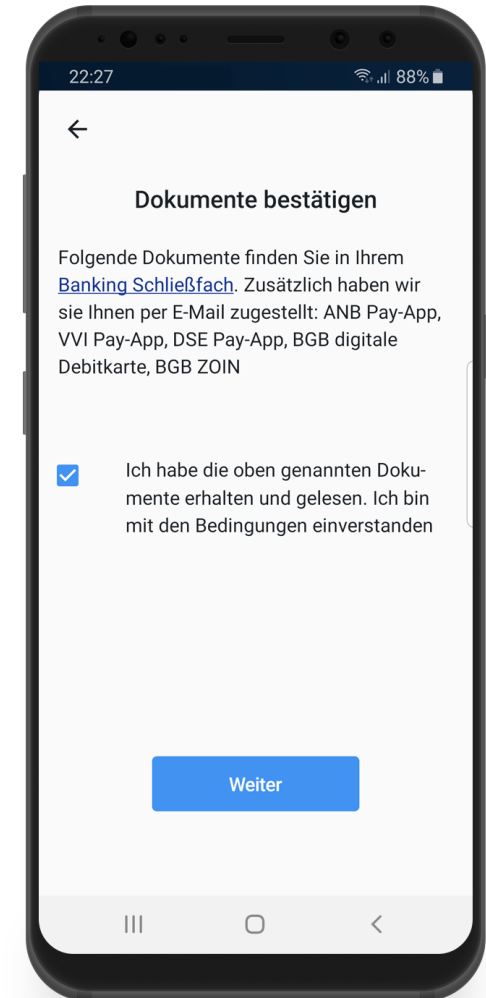 22:27 88%
Dokumente bestätigen
Folgende Dokumente finden Sie in Ihrem
Banking Schließfach. Zusätzlich haben wir
sie Ihnen per E-Mail zugestellt: ANB Pay-App,
VVI Pay-App, DSE Pay-App, BGB digitale
Debitkarte, BGB ZOIN
Ich habe die oben genannten Doku-
mente erhalten und gelesen. Ich bin
mit den Bedingungen einverstanden
Weiter